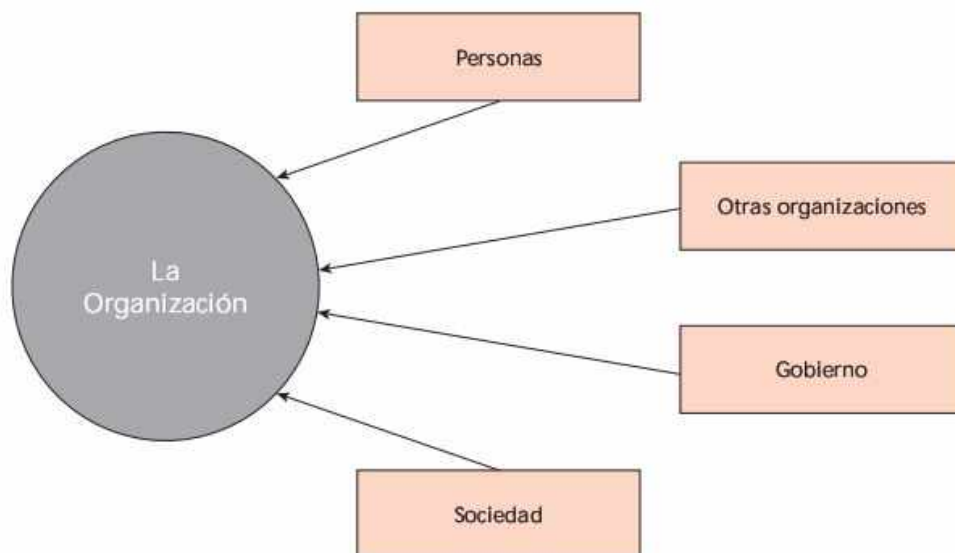 Personas
Otras organizaciones
La
Organización
Gobierno
Sociedad